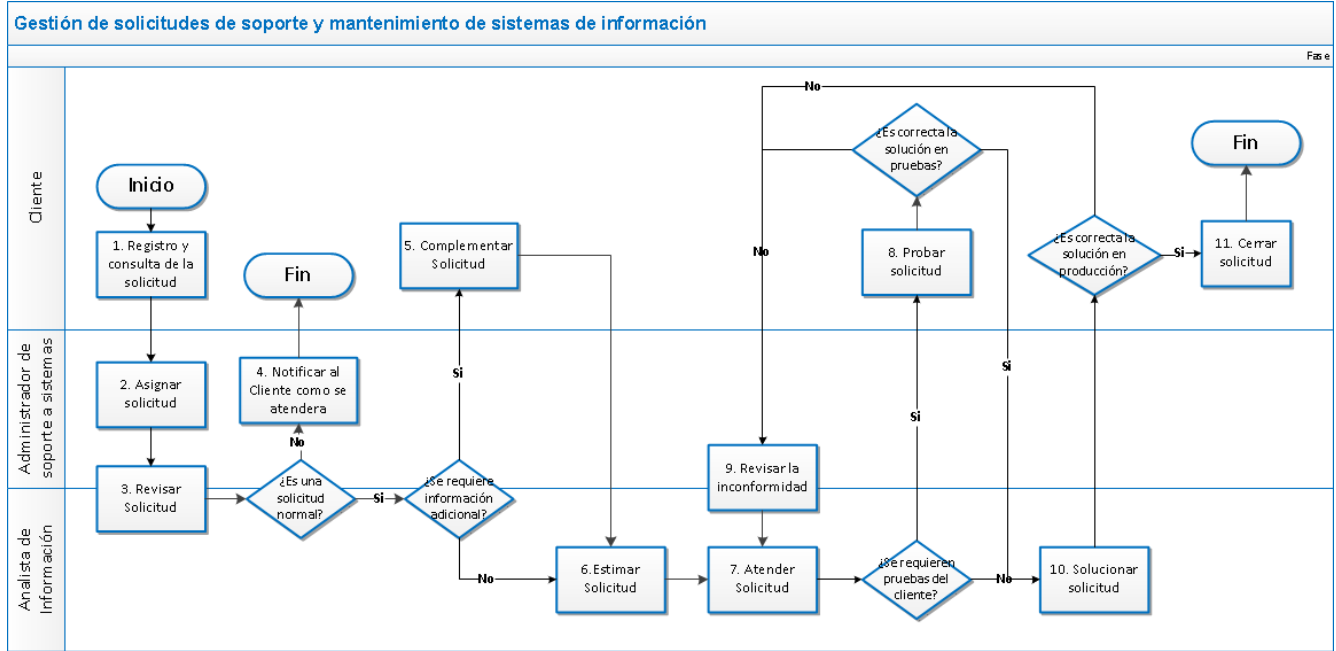 Gestión de solicitudes de soporte y mantenimiento de sistemas de información
Fase
Cliente
Inicio
1. Registro y
consulta de la
solicitud
Fin
5. Complementar
Solicitud
No
¿Es correcta la
solución en
pruebas?
No
8. Probar
solicitud
¿Es correcta la
solución en
producción?
Si
11. Cerrar
solicitud
Fin
Administrador de
soporte a sistemas
2. Asignar
solicitud
4. Notificar al
Cliente como se
atendera
No
Si
Si
Si
3. Revisar
Solicitud
¿Es una
solicitud
normal?
Si
¿Se requiere
información
adicional?
9. Revisar la
inconformidad
Analista de
Información
No
6.Estimar
Solicitud
7. Atender
Solicitud
¿Se requieren
pruebas del
cliente?
No
10. Solucionar
solicitud